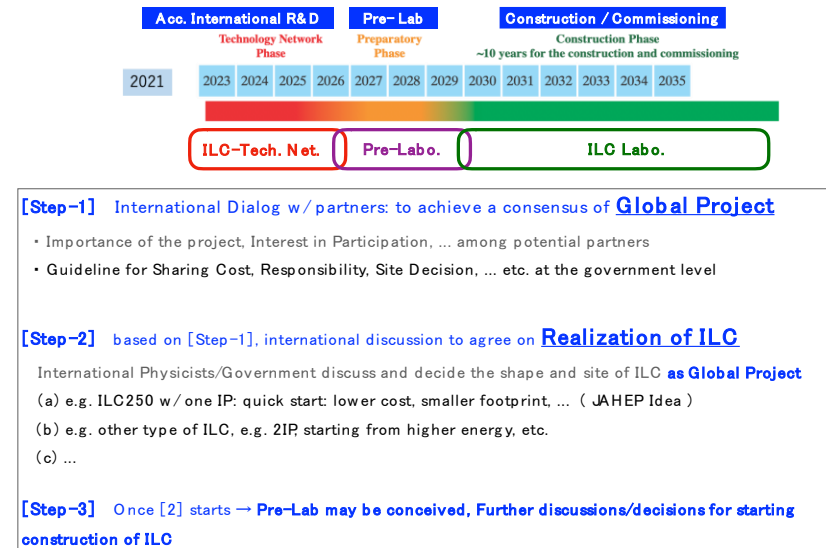 Acc. International R&D Pre-Lab Construction / Commissioning
Technology Network Preparatory Construction Phase
Phase Phase ~10 years for the construction and commissioning
2021 2023 2024 2025 2026 2027 2028 2029 2030 2031 2032 2033 2034 2035
ILC-Tech. Net. Pre-Labo. ILC Labo.
[Step-1] International Dialog w/ partners: to achieve a consensus of Global Project
・Importance of the project, Interest in Participation, ... among potential partners
・Guideline for Sharing Cost, Responsibility, Site Decision, ... etc. at the government level
[Step-2] based on [Step-1], international discussion to agree on Realization of ILC
International Physicists/Government discuss and decide the shape and site of ILC as Global Project
(a) e.g. ILC250 w/ one IP: quick start: lower cost, smaller footprint, ... ( JAHEP Idea )
(b) e.g. other type of ILC, e.g. 2IP, starting from higher energy, etc.
(c) ...
[Step-3] Once [2] starts → Pre-Lab may be conceived, Further discussions/decisions for starting
construction of ILC